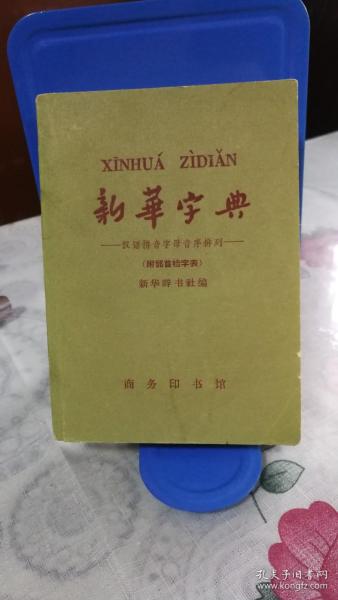 XĪNHUÁ ZÌDIǍN
新華字典
——汉语拼音字母音序排列——
(附部首检字表)
新华辞书社编
商务印书馆
孔夫子旧书网